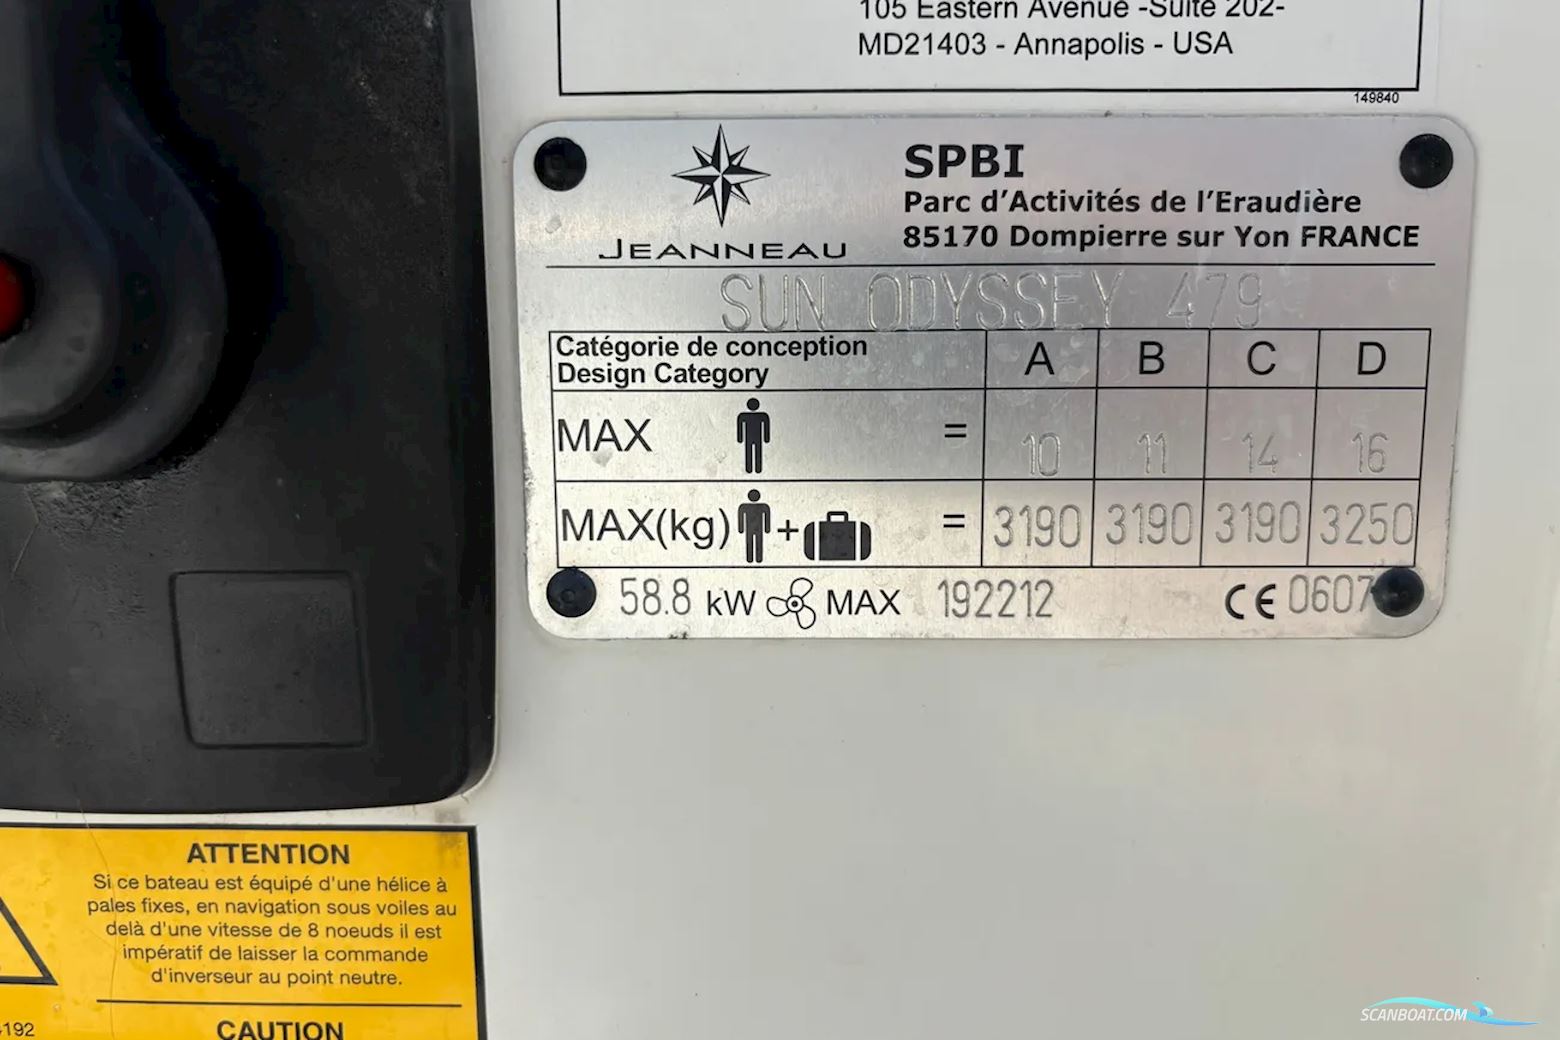 105 Eastern Avenue -Suite 202-
MD21403 - Annapolis - USA
149840
JEANNEAU
SPBI
Parc d'Activités de l'Eraudière
85170 Dompierre sur Yon FRANCE
SUN ODYSSEY 479
Catégorie de conception
Design Category
A B C D
MAX = 10 11 14 16
MAX(kg) + = 3190 3190 3190 3250
58.8 kW MAX 192212 CE 0607
ATTENTION
Si ce bateau est équipé d'une hélice à
pales fixes, en navigation sous voiles au
delà d'une vitesse de 8 noeuds il est
impératif de laisser la commande
d'inverseur au point neutre.
192
CAUTION
SCANBOAT.COM